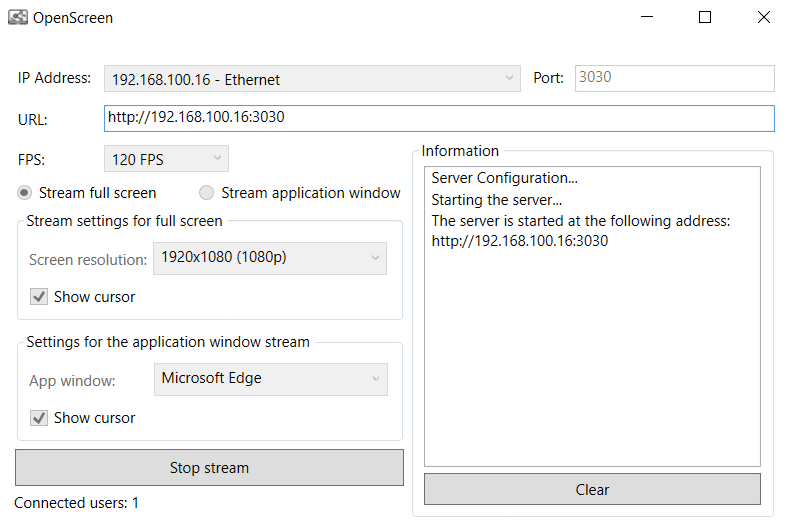 OpenScreen
IP Address: 192.168.100.16 - Ethernet Port: 3030
URL: http://192.168.100.16:3030
FPS: 120 FPS
Stream full screen Stream application window
Stream settings for full screen
Screen resolution: 1920x1080 (1080p)
Show cursor
Settings for the application window stream
App window: Microsoft Edge
Show cursor
Stop stream
Connected users: 1
Information
Server Configuration...
Starting the server...
The server is started at the following address:
http://192.168.100.16:3030
Clear